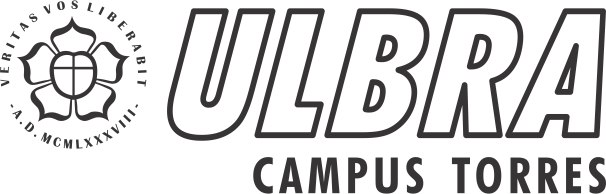 VERITAS VOS LIBERABIT
- A.D. MCMLXXXVIII -
ULBRA
CAMPUS TORRES